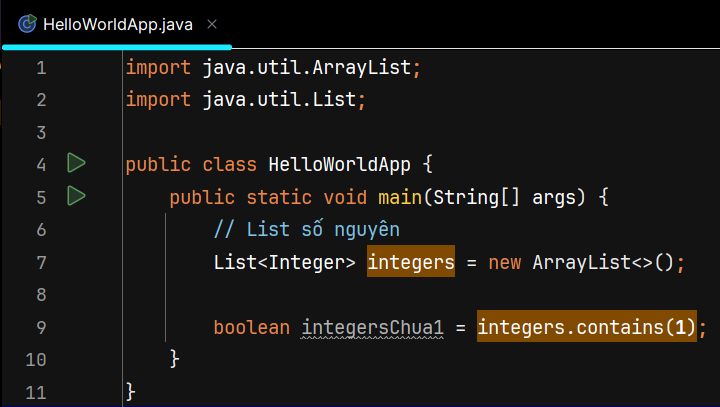 HelloWorldApp.java ×
1 import java.util.ArrayList;
2 import java.util.List;
3
4 public class HelloWorldApp {
5 public static void main(String[] args) {
6 // List số nguyên
7 List<Integer> integers = new ArrayList<>();
8
9 boolean integersChua1 = integers.contains(1);
10 }
11 }